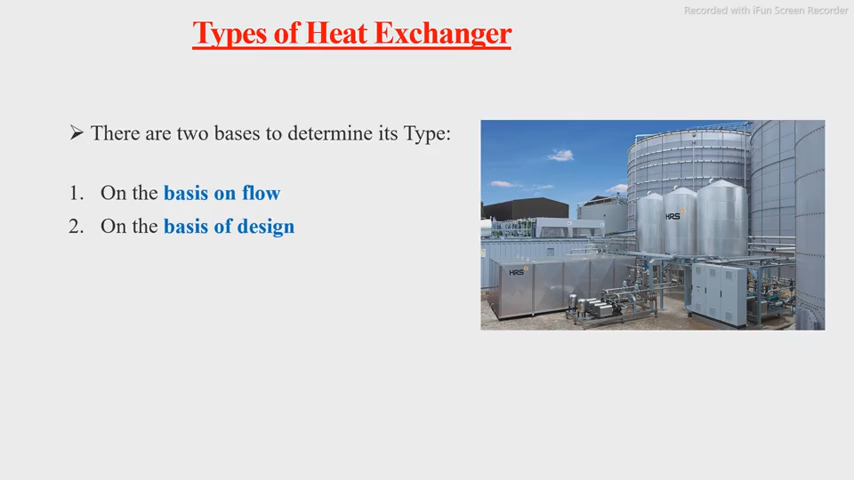 Recorded with iFun Screen Recorder
Types of Heat Exchanger
➢ There are two bases to determine its Type:
1. On the basis on flow
2. On the basis of design
HRS
HRS